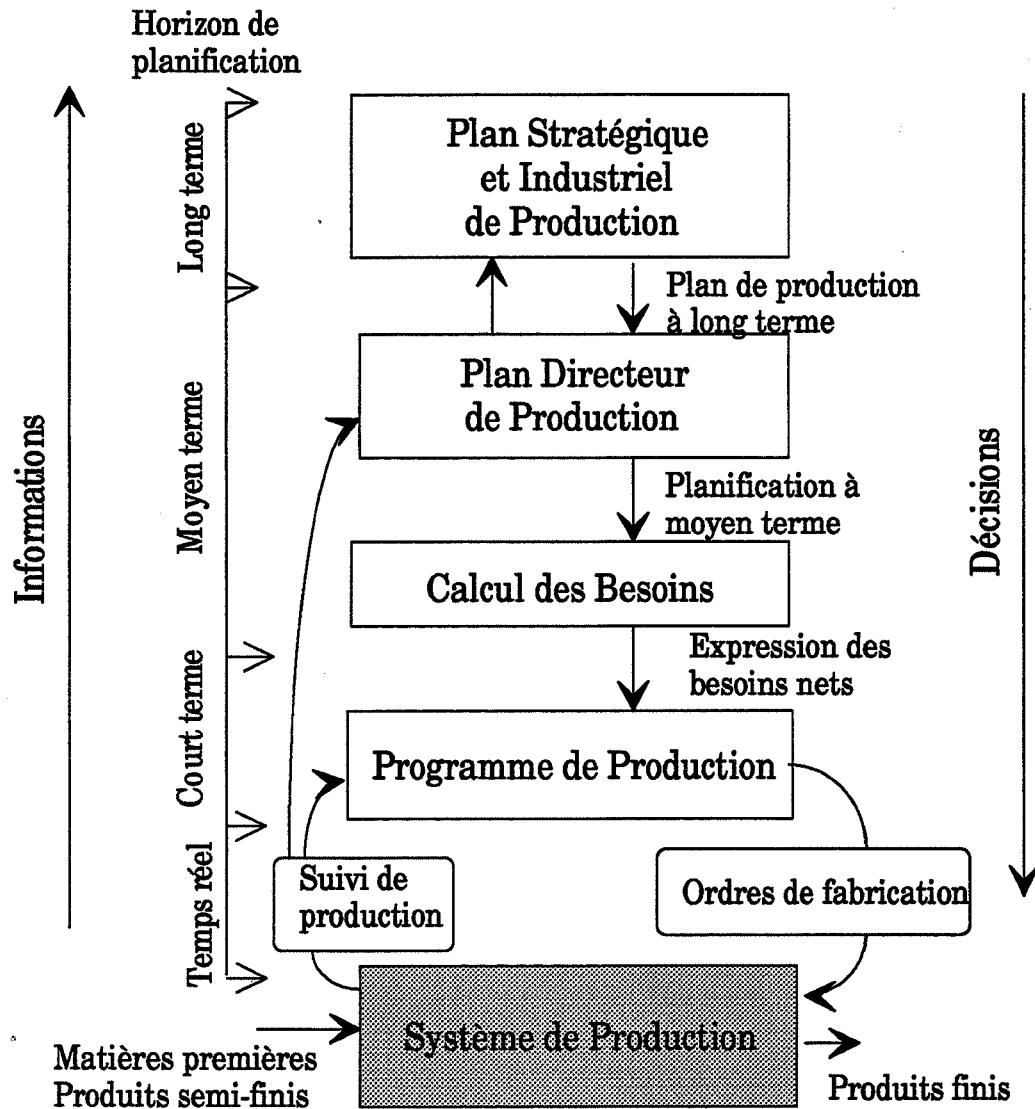 Horizon de
planification
Plan Stratégique
et Industriel
de Production
Long terme
Plan de production
à long terme
Plan Directeur
de Production
Moyen terme
Informations
Décisions
Planification à
moyen terme
Calcul des Besoins
Expression des
besoins nets
Court terme
Programme de Production
Temps réel
Suivi de
production
Ordres de fabrication
Système de Production
Matières premières
Produits semi-finis
Produits finis